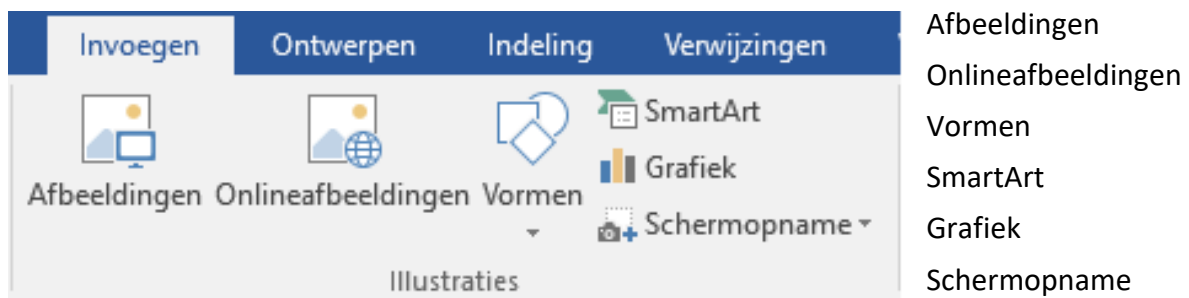 Invoegen Ontwerpen Indeling Verwijzingen
SmartArt
Grafiek
Afbeeldingen Onlineafbeeldingen Vormen
Schermopname
Illustraties
Afbeeldingen
Onlineafbeeldingen
Vormen
SmartArt
Grafiek
Schermopname